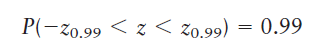 P(−z₀.₉₉ < z < z₀.₉₉) = 0.99